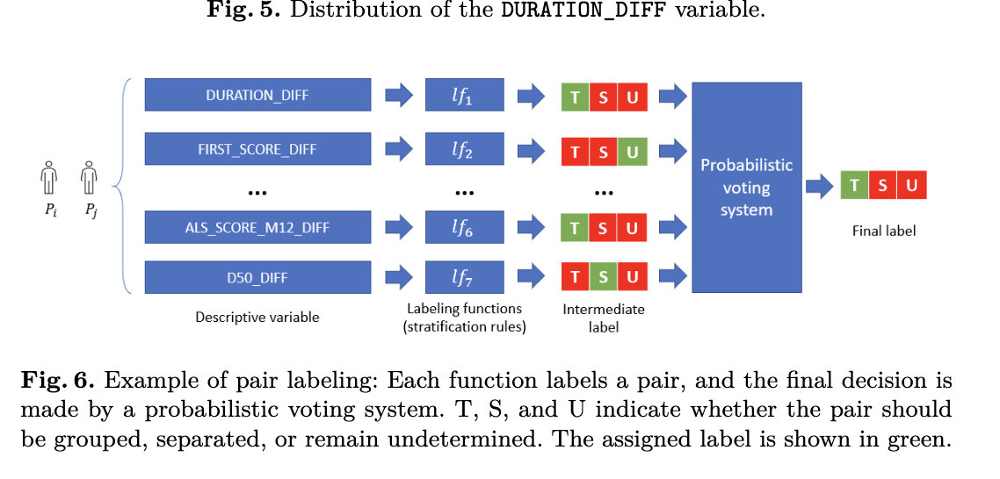 Fig. 5. Distribution of the DURATION_DIFF variable.
DURATION_DIFF lf1 T S U
FIRST_SCORE_DIFF lf2 T S U
... ... ...
ALS_SCORE_M12_DIFF lf6 T S U
D50_DIFF lf7 T S U
Pi Pj
Probabilistic
voting
system
T S U
Final label
Descriptive variable
Labeling functions
(stratification rules)
Intermediate
label
Fig. 6. Example of pair labeling: Each function labels a pair, and the final decision is
made by a probabilistic voting system. T, S, and U indicate whether the pair should
be grouped, separated, or remain undetermined. The assigned label is shown in green.